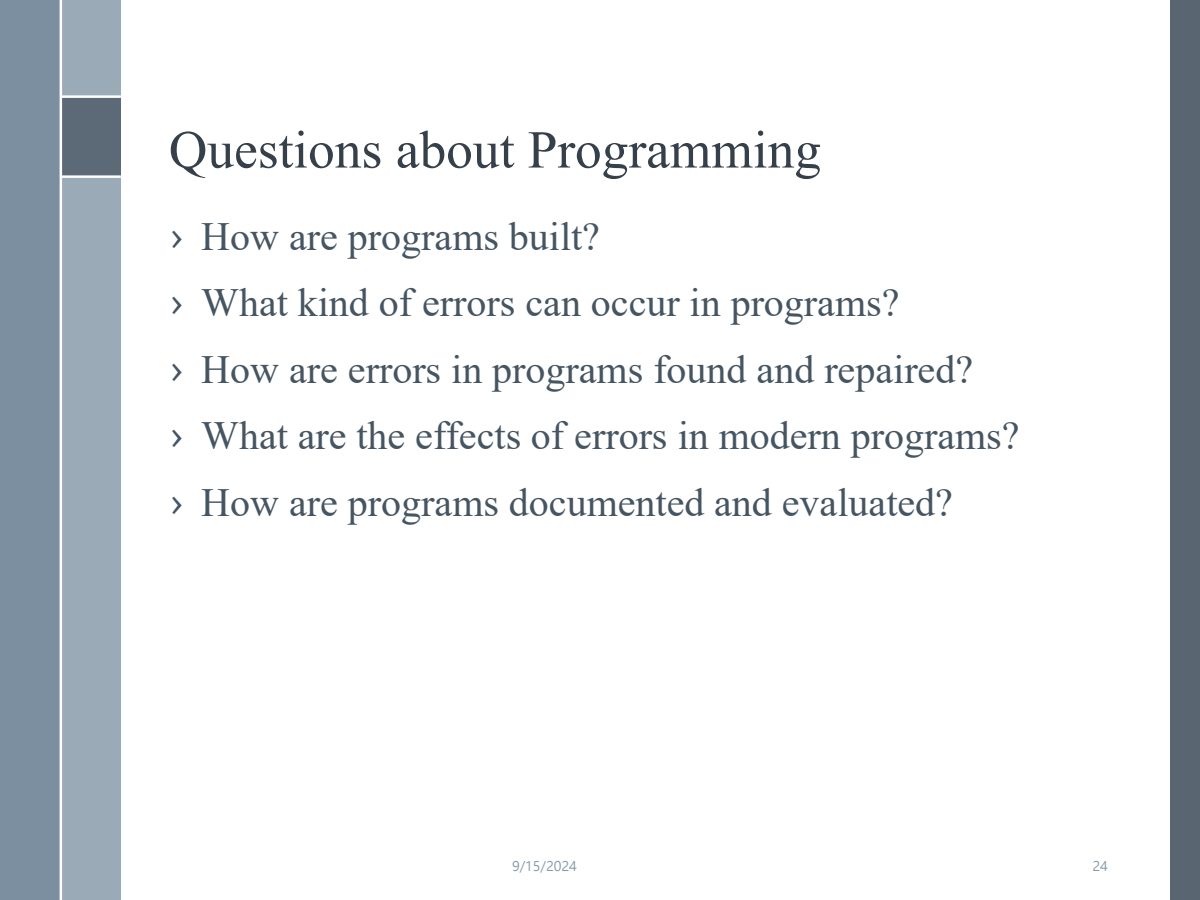 Questions about Programming
› How are programs built?
› What kind of errors can occur in programs?
› How are errors in programs found and repaired?
› What are the effects of errors in modern programs?
› How are programs documented and evaluated?
9/15/2024
24